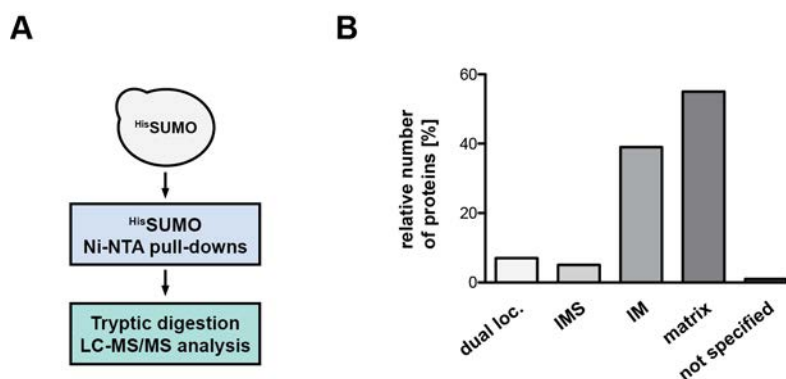 A
HisSUMO
HisSUMO
Ni-NTA pull-downs
Tryptic digestion
LC-MS/MS analysis
B
relative number
of proteins [%]
60
40
20
0
dual loc.
IMS
IM
matrix
not specified